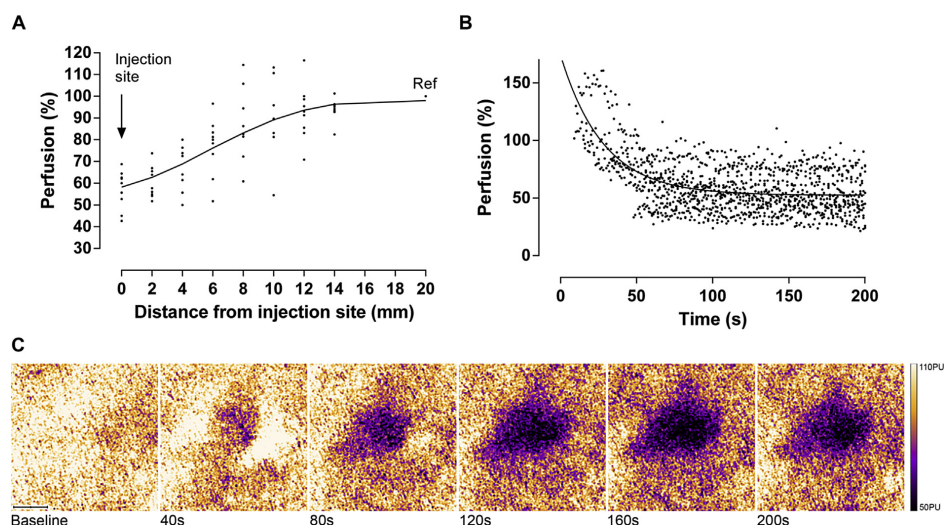 A
Perfusion (%)
120
110
100
90
80
70
60
50
40
30
Injection
site
Ref
0 2 4 6 8 10 12 14 16 18 20
Distance from injection site (mm)
B
Perfusion (%)
150
100
50
0
0 50 100 150 200
Time (s)
C
110PU
50PU
Baseline 40s 80s 120s 160s 200s